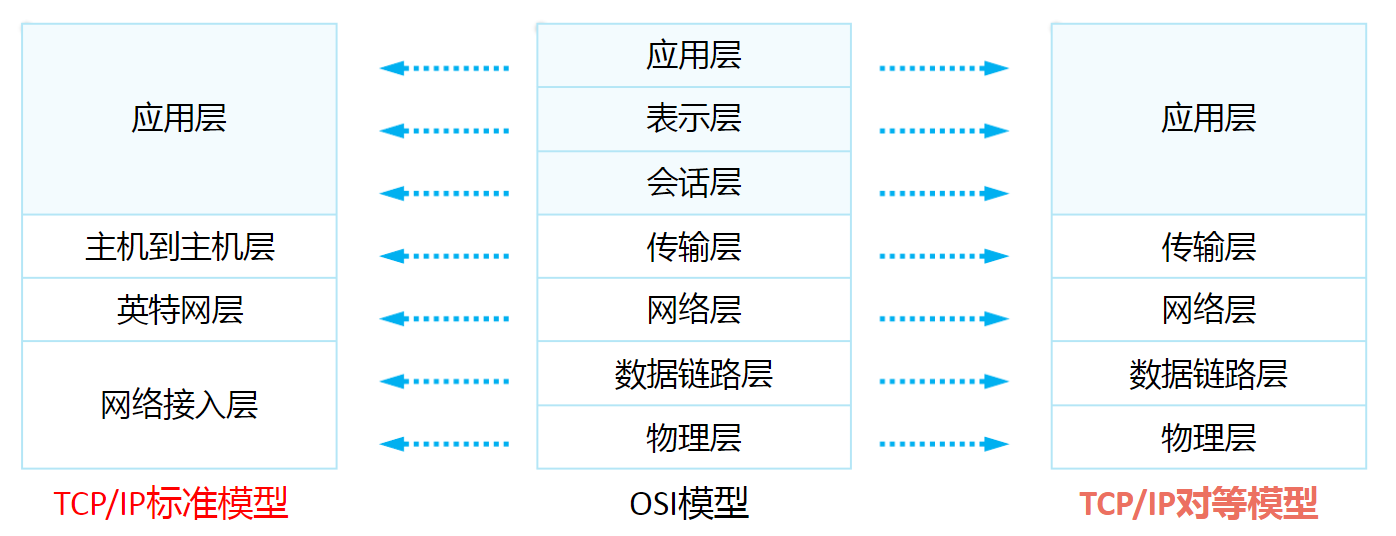 应用层
主机到主机层
英特网层
网络接入层
TCP/IP标准模型
应用层
表示层
会话层
传输层
网络层
数据链路层
物理层
OSI模型
应用层
传输层
网络层
数据链路层
物理层
TCP/IP对等模型